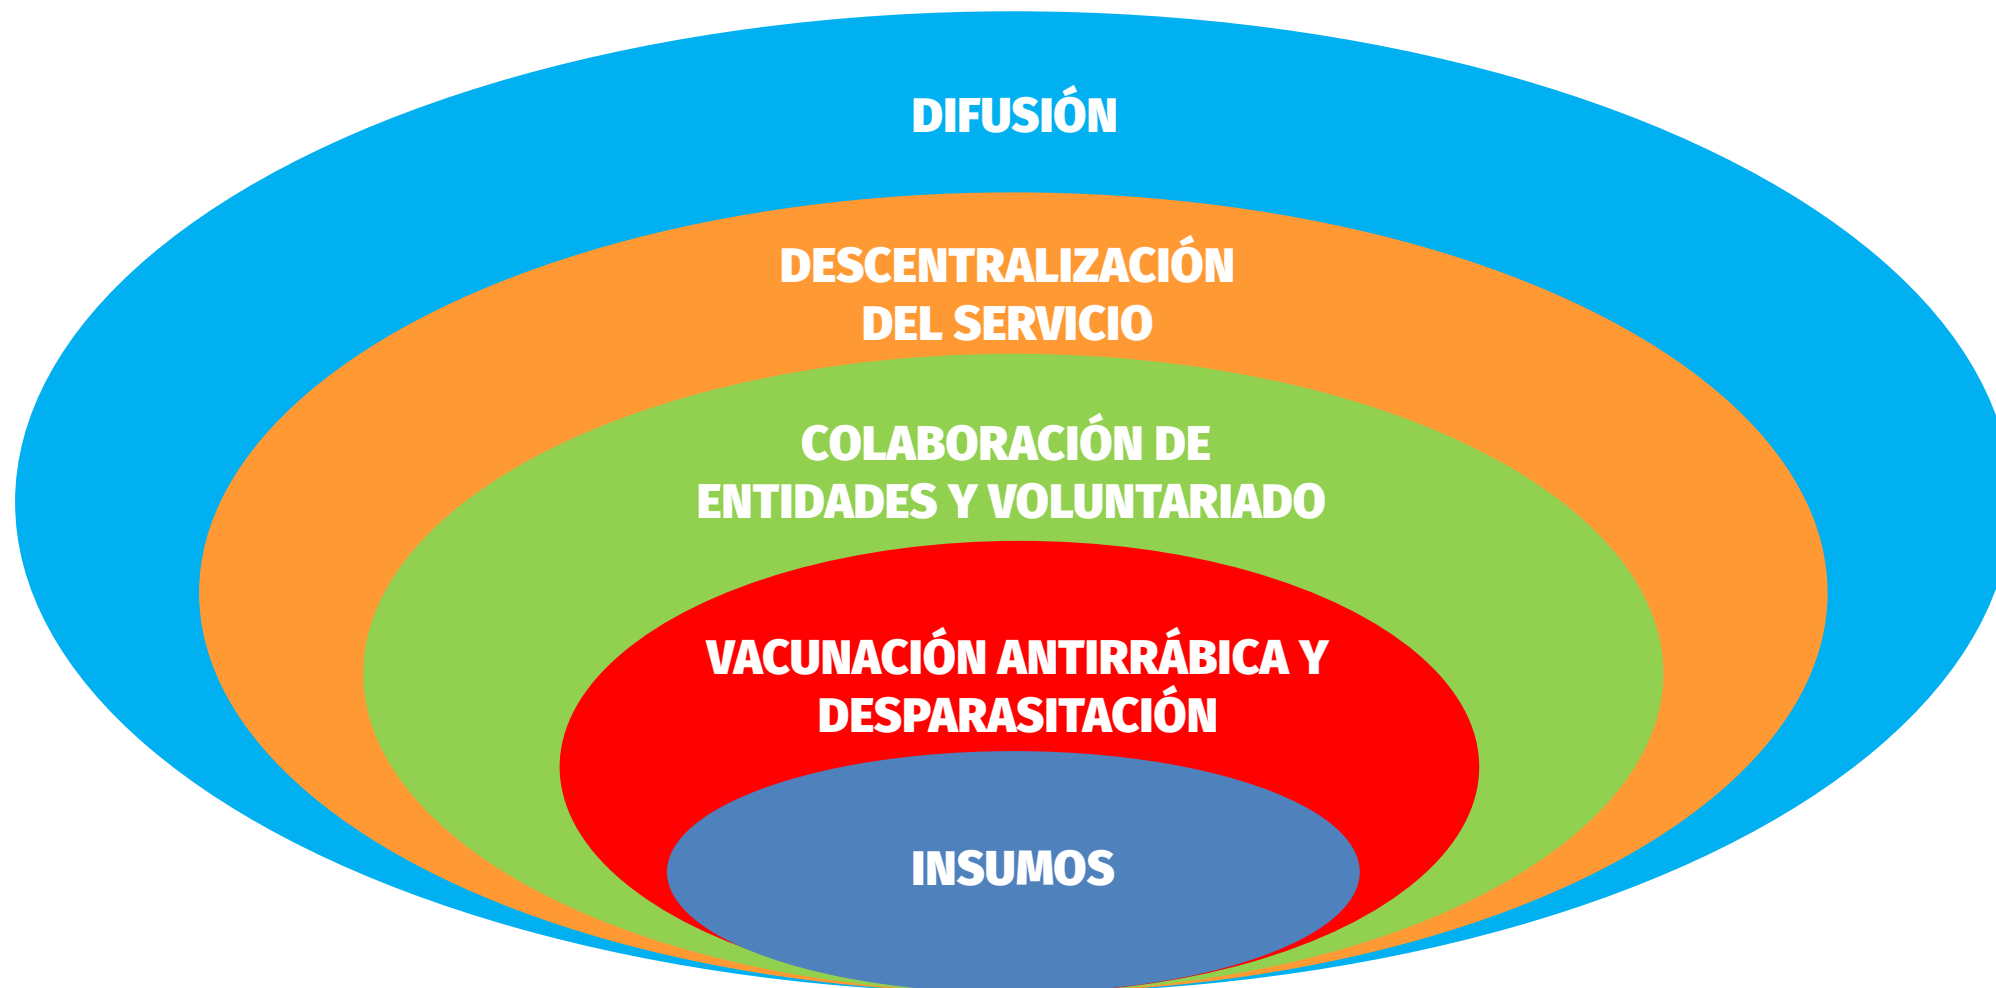 DIFUSIÓN
DESCENTRALIZACIÓN
DEL SERVICIO
COLABORACIÓN DE
ENTIDADES Y VOLUNTARIADO
VACUNACIÓN ANTIRRÁBICA Y
DESPARASITACIÓN
INSUMOS